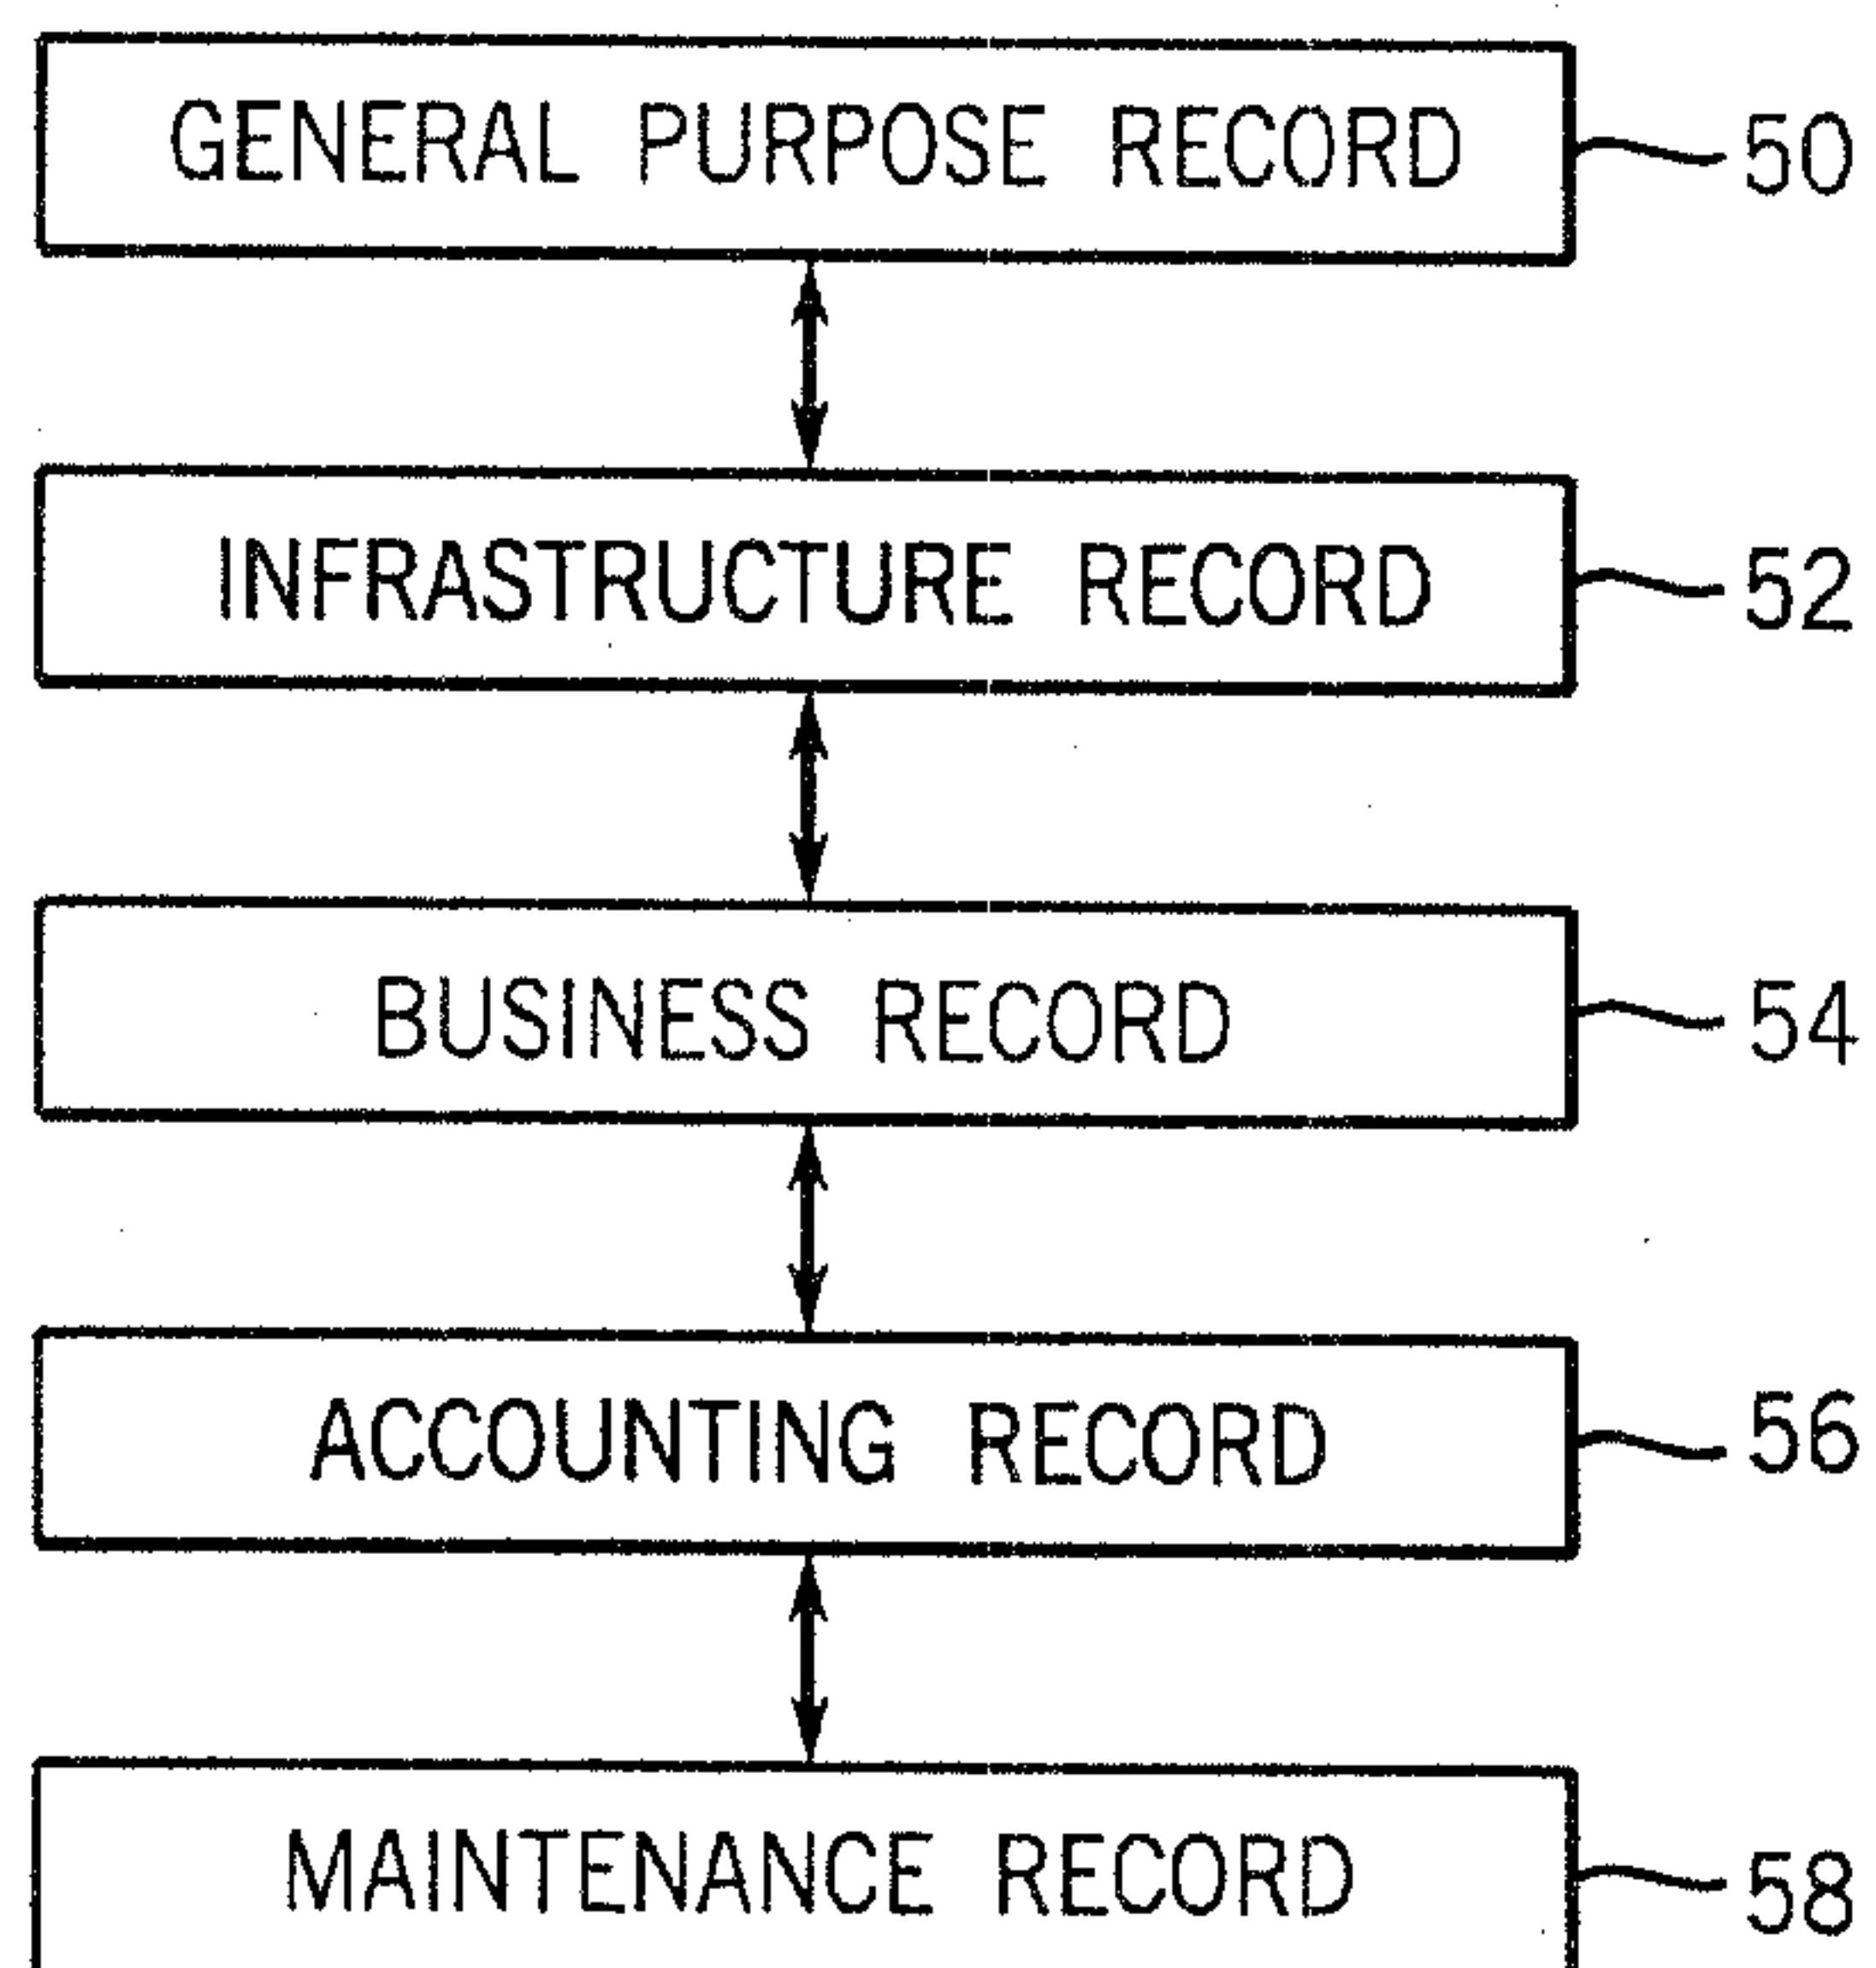 GENERAL PURPOSE RECORD 50
INFRASTRUCTURE RECORD 52
BUSINESS RECORD 54
ACCOUNTING RECORD 56
MAINTENANCE RECORD 58